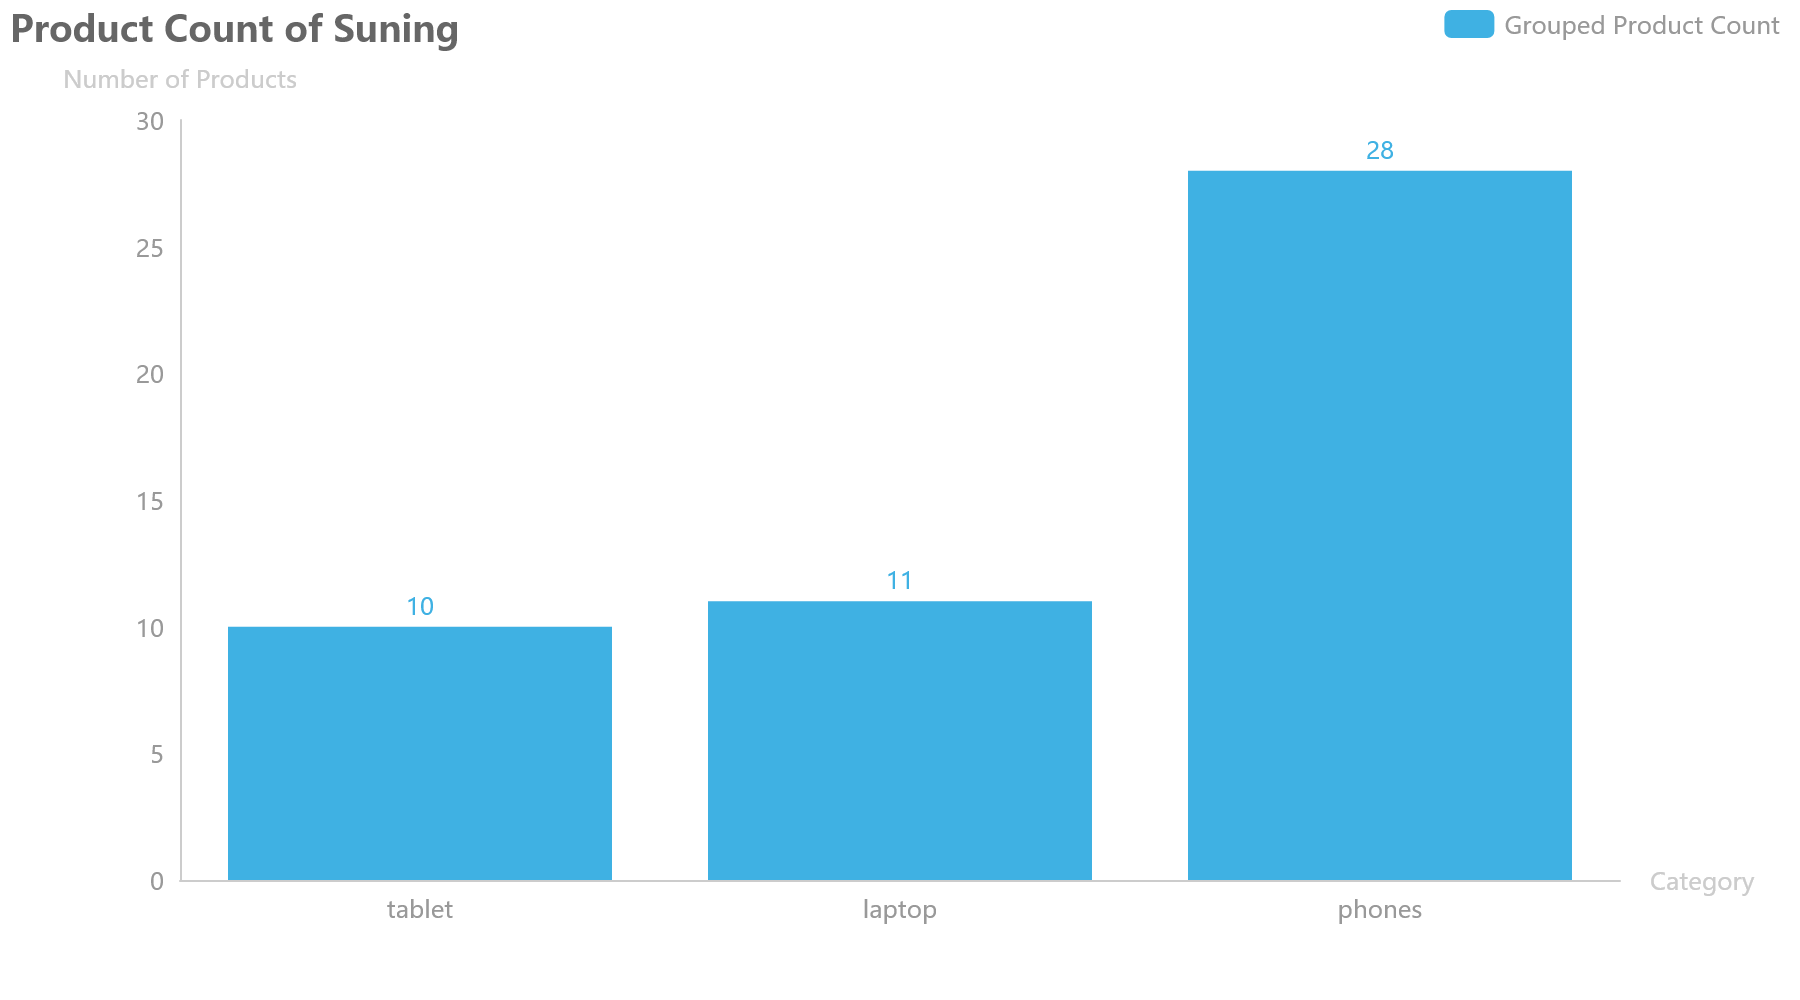 Product Count of Suning
Grouped Product Count
Number of Products
30
25
20
15
10
5
0
10
11
28
tablet
laptop
phones
Category